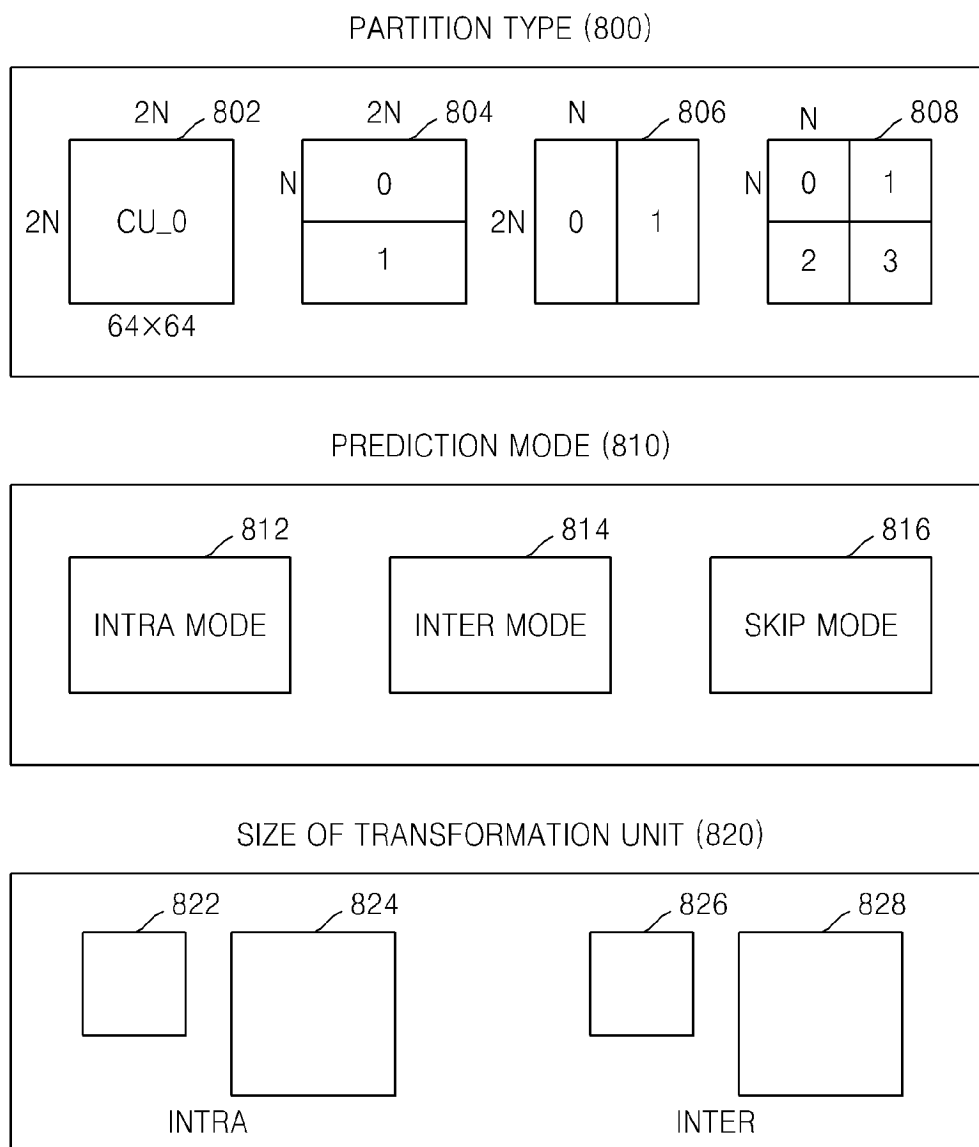 PARTITION TYPE (800)
2N 802 2N 804 N 806 N 808
2N CU_0 N 0 2N 0 1 N 0 1
1 2 3
64×64
PREDICTION MODE (810)
812 814 816
INTRA MODE INTER MODE SKIP MODE
SIZE OF TRANSFORMATION UNIT (820)
822 824 826 828
INTRA INTER